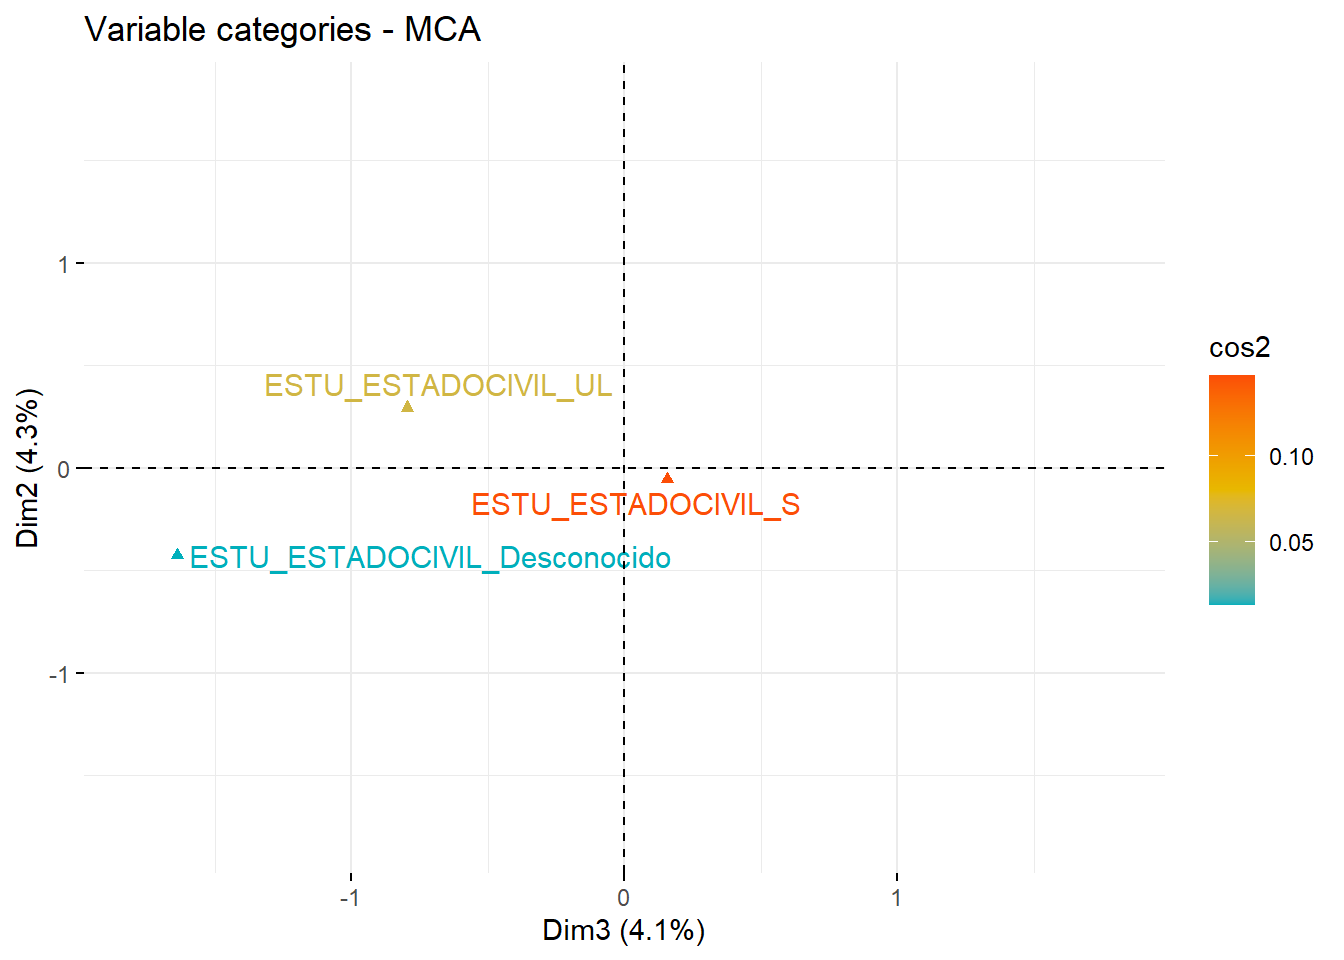 Variable categories - MCA
cos2
0.10
0.05
1
0
-1
Dim2 (4.3%)
ESTU_ESTADOCIVIL_UL
ESTU_ESTADOCIVIL_S
ESTU_ESTADOCIVIL_Desconocido
-1
0
1
Dim3 (4.1%)